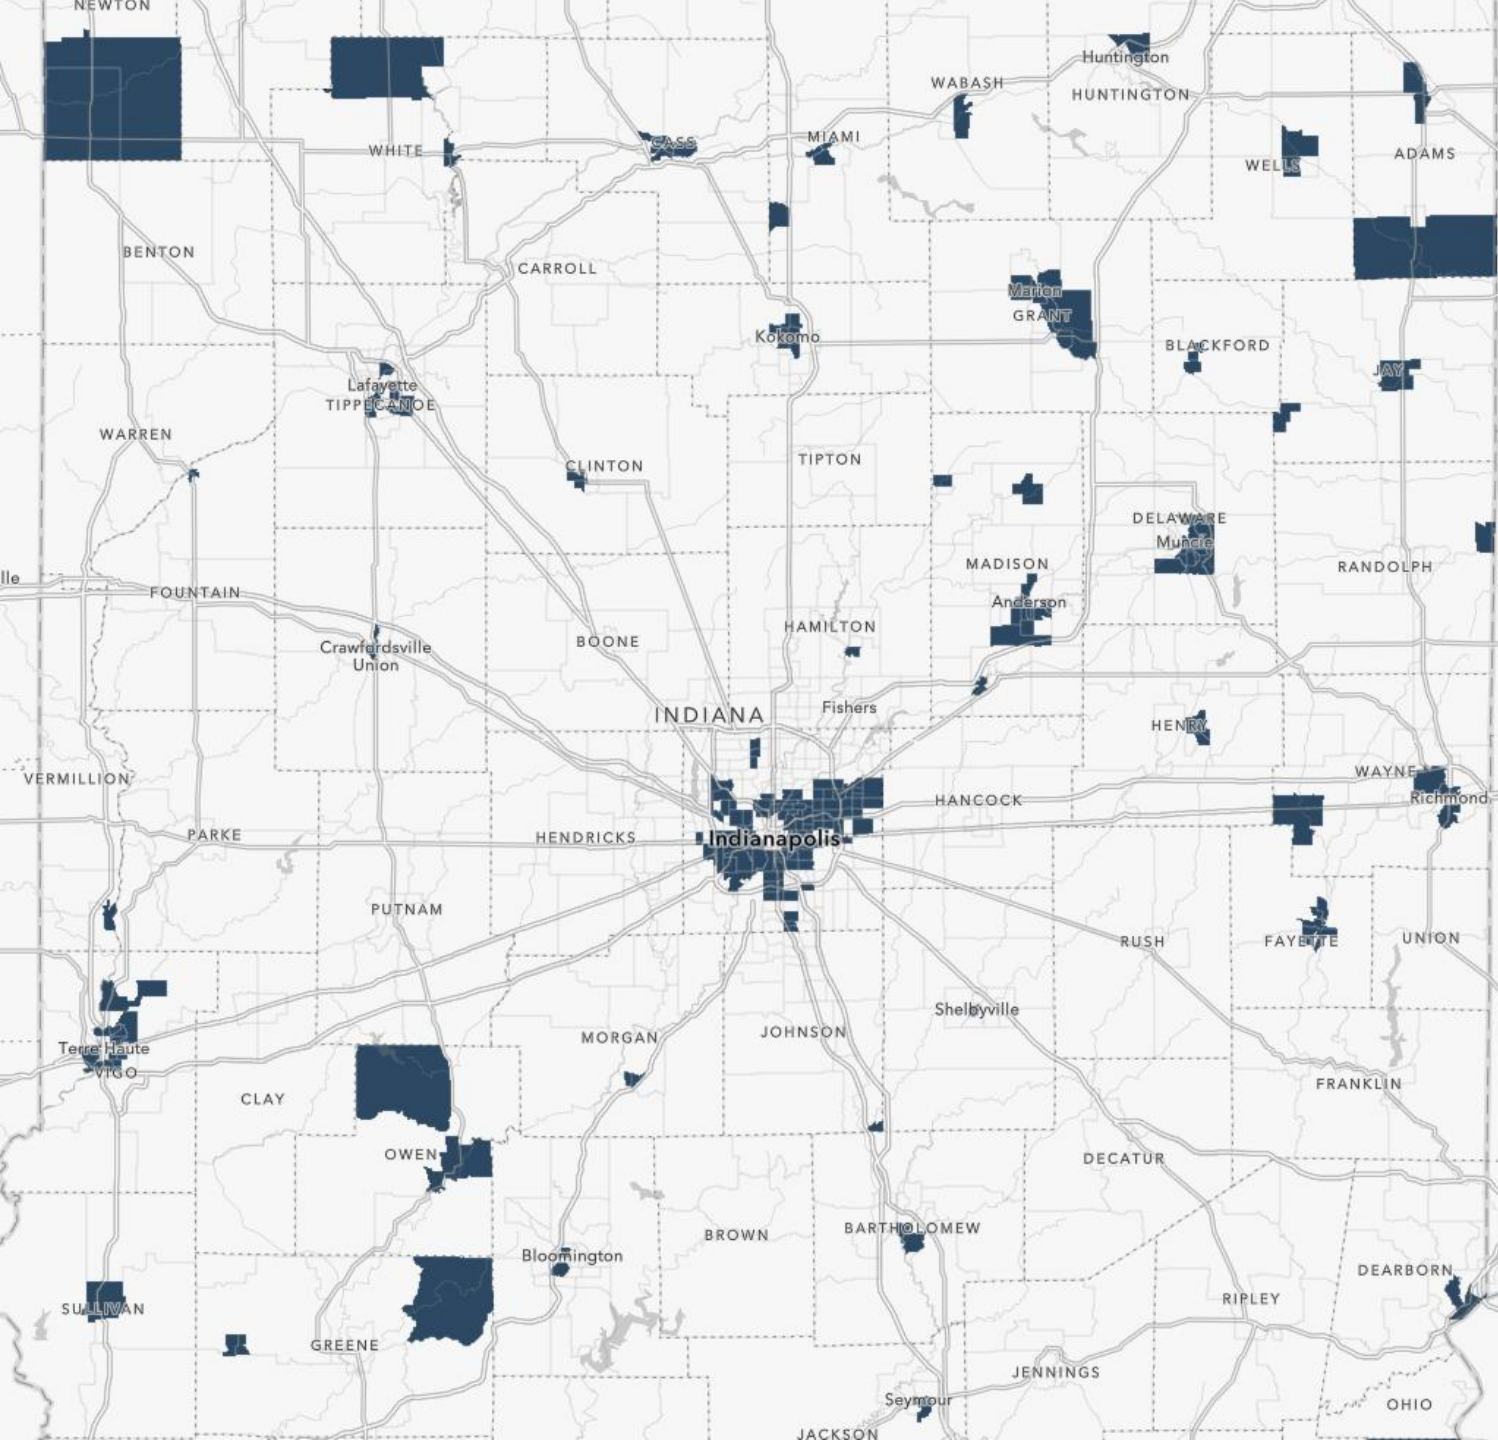 NEWTON
Huntington
WABASH
HUNTINGTON
MIAMI
CASS
WHITE
ADAMS
WELLS
BENTON
CARROLL
Marion
GRANT
Kokomo
BLACKFORD
JAY
Lafayette
TIPPECANOE
WARREN
TIPTON
CLINTON
DELAWARE
Muncie
MADISON
RANDOLPH
lle
FOUNTAIN
Anderson
HAMILTON
BOONE
Crawfordsville
Union
Fishers
INDIANA
HENRY
WAYNE
VERMILLION
Richmond
HANCOCK
PARKE
HENDRICKS
Indianapolis
PUTNAM
RUSH
FAYETTE
UNION
Shelbyville
MORGAN
JOHNSON
Terre Haute
VIGO
FRANKLIN
CLAY
OWEN
DECATUR
BARTHOLOMEW
BROWN
Bloomington
DEARBORN
RIPLEY
SULLIVAN
GREENE
JENNINGS
Seymour
OHIO
JACKSON